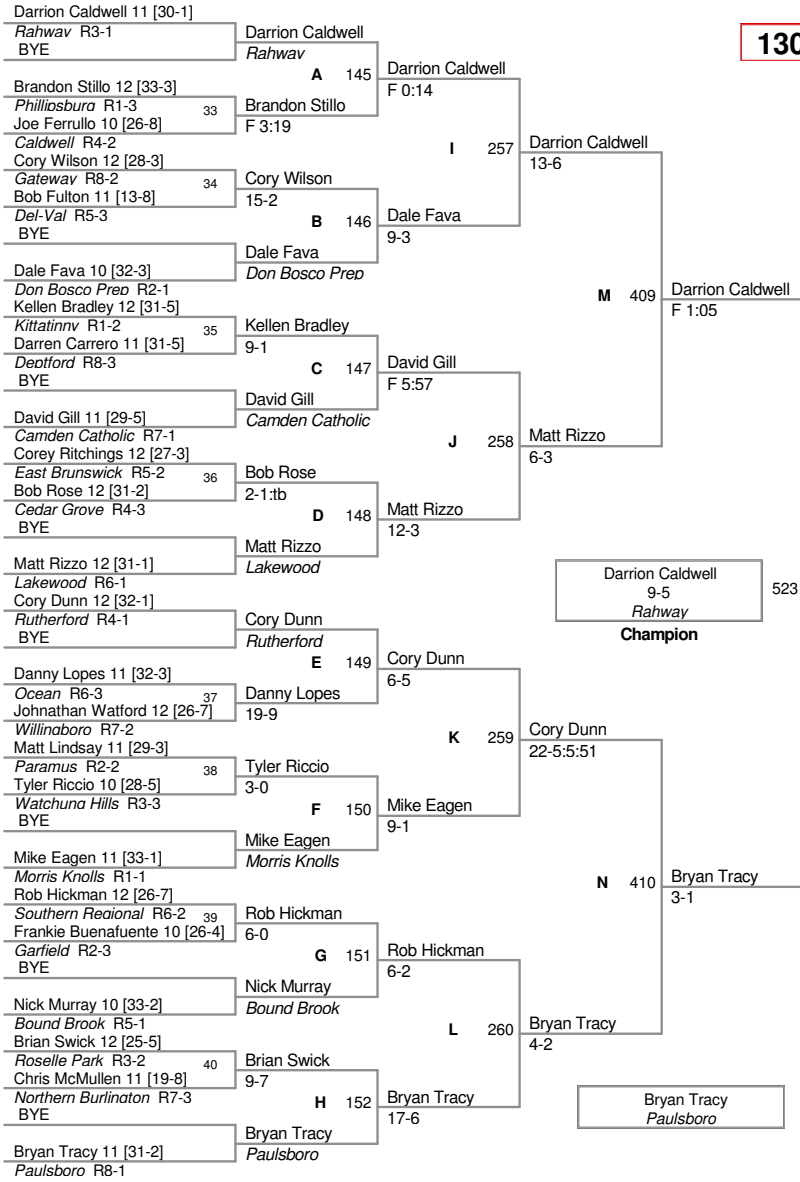 Darrion Caldwell 11 [30-1]
Rahway R3-1
BYE
Brandon Stillo 12 [33-3]
Phillipsburg R1-3
33
Joe Ferrullo 10 [26-8]
Caldwell R4-2
Cory Wilson 12 [28-3]
Gateway R8-2
34
Bob Fulton 11 [13-8]
Del-Val R5-3
BYE
Dale Fava 10 [32-3]
Don Bosco Prep R2-1
Kellen Bradley 12 [31-5]
Kittatinny R1-2
35
Darren Carrero 11 [31-5]
Deptford R8-3
BYE
David Gill 11 [29-5]
Camden Catholic R7-1
Corey Ritchings 12 [27-3]
East Brunswick R5-2
36
Bob Rose 12 [31-2]
Cedar Grove R4-3
BYE
Matt Rizzo 12 [31-1]
Lakewood R6-1
Cory Dunn 12 [32-1]
Rutherford R4-1
BYE
Danny Lopes 11 [32-3]
Ocean R6-3
37
Johnathan Watford 12 [26-7]
Willingboro R7-2
Matt Lindsay 11 [29-3]
Paramus R2-2
38
Tyler Riccio 10 [28-5]
Watchung Hills R3-3
BYE
Mike Eagen 11 [33-1]
Morris Knolls R1-1
Rob Hickman 12 [26-7]
Southern Regional R6-2
39
Frankie Buenafuente 10 [26-4]
Garfield R2-3
BYE
Nick Murray 10 [33-2]
Bound Brook R5-1
Brian Swick 12 [25-5]
Roselle Park R3-2
40
Chris McMullen 11 [19-8]
Northern Burlington R7-3
BYE
Bryan Tracy 11 [31-2]
Paulsboro R8-1
Darrion Caldwell
Rahway
A 145
Brandon Stillo
F 3:19
Cory Wilson
15-2
B 146
Dale Fava
Don Bosco Prep
Kellen Bradley
9-1
C 147
David Gill
Camden Catholic
Bob Rose
2-1:tb
D 148
Matt Rizzo
Lakewood
Cory Dunn
Rutherford
E 149
Danny Lopes
19-9
Tyler Riccio
3-0
F 150
Mike Eagen
Morris Knolls
Rob Hickman
6-0
G 151
Nick Murray
Bound Brook
Brian Swick
9-7
H 152
Bryan Tracy
Paulsboro
Darrion Caldwell
F 0:14
I 257
Dale Fava
9-3
David Gill
F 5:57
J 258
Matt Rizzo
12-3
Cory Dunn
6-5
K 259
Mike Eagen
9-1
Rob Hickman
6-2
L 260
Bryan Tracy
17-6
Darrion Caldwell
13-6
M 409
Matt Rizzo
6-3
Cory Dunn
22-5:5:51
N 410
Bryan Tracy
4-2
130
Darrion Caldwell
F 1:05
Darrion Caldwell
9-5
Rahway
523
Champion
Bryan Tracy
3-1
Bryan Tracy
Paulsboro